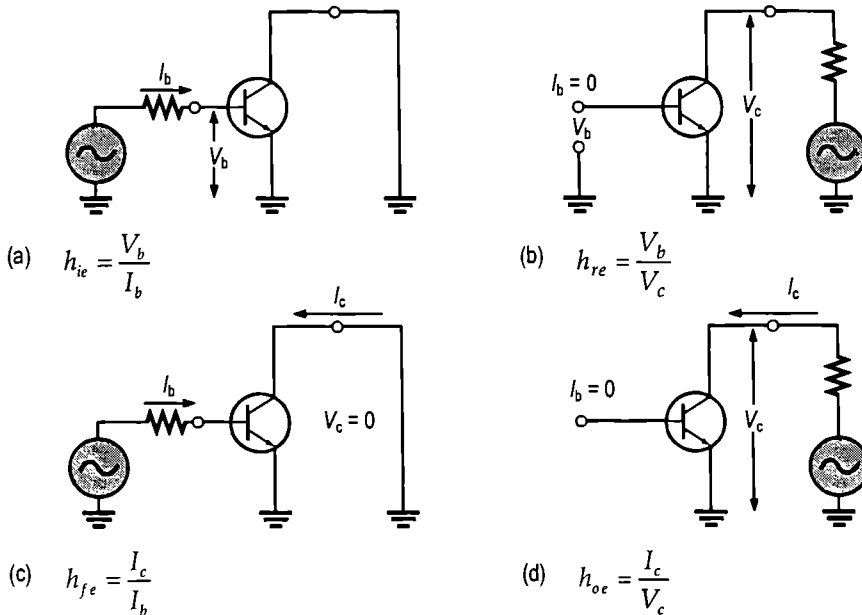 I_b
V_b
(a) h_ie = V_b / I_b
I_b = 0
V_b
V_c
(b) h_re = V_b / V_c
I_c
I_b
V_c = 0
(c) h_fe = I_c / I_b
I_c
I_b = 0
V_c
(d) h_oe = I_c / V_c